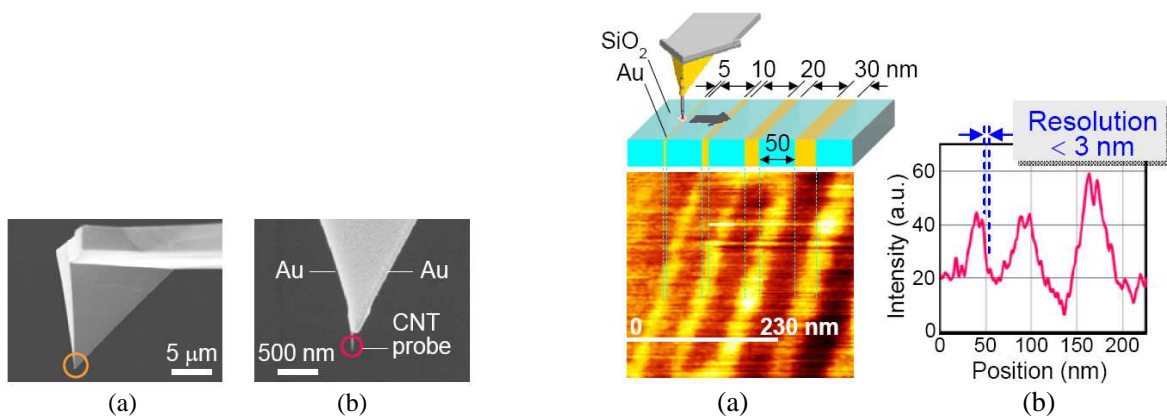 Au
Au
CNT
probe
5 μm
500 nm
(a)
(b)
SiO2
Au
5 10 20 30 nm
50
0
230 nm
(a)
Resolution
< 3 nm
60
40
20
0
Intensity (a.u.)
0 50 100 150 200
Position (nm)
(b)